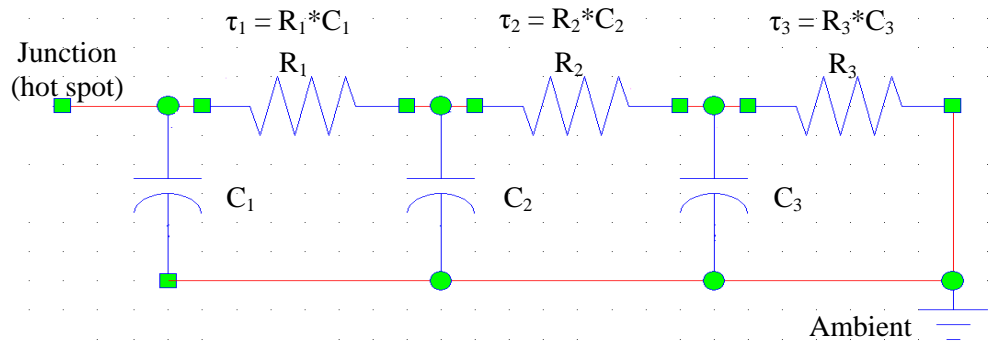 τ₁ = R₁*C₁
τ₂ = R₂*C₂
τ₃ = R₃*C₃
Junction
(hot spot)
R₁
R₂
R₃
C₁
C₂
C₃
Ambient